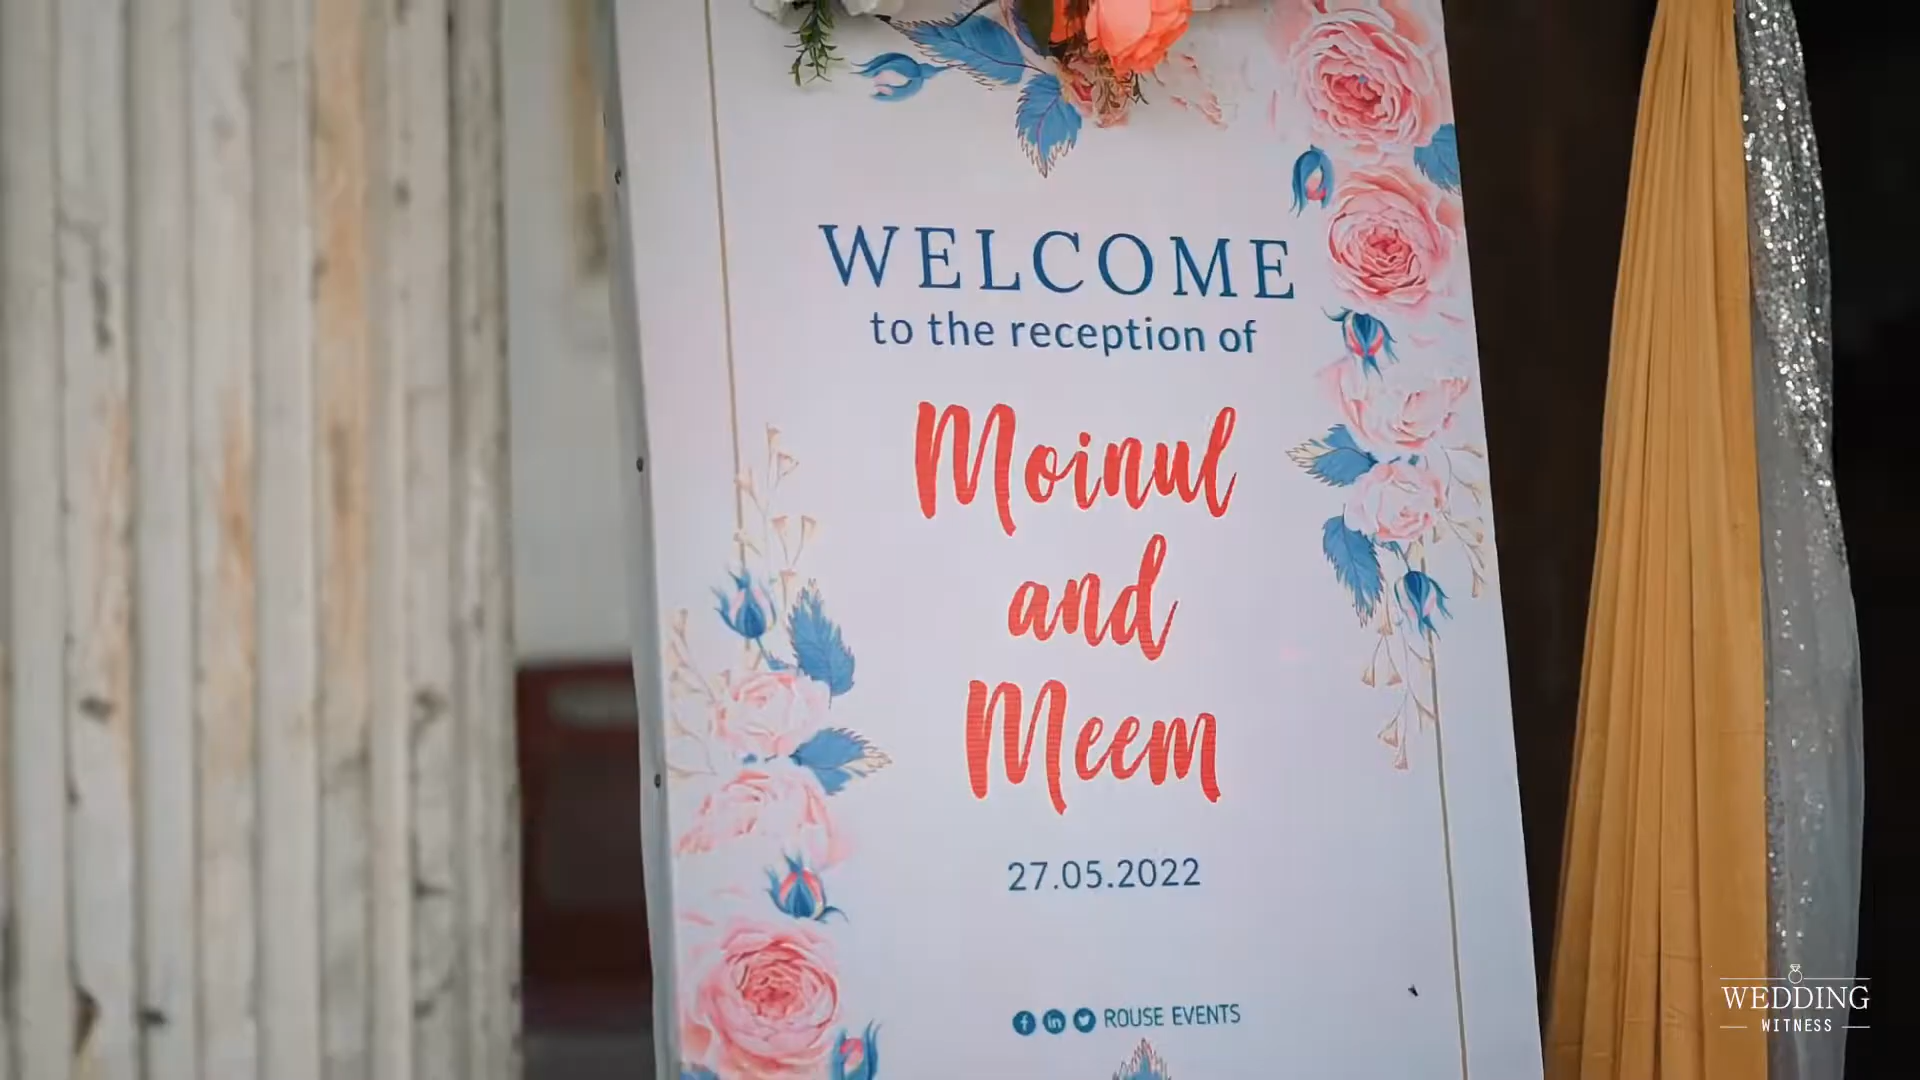 WELCOME
to the reception of
Moinul
and
Meem
27.05.2022
ROUSE EVENTS
WEDDING
WITNESS